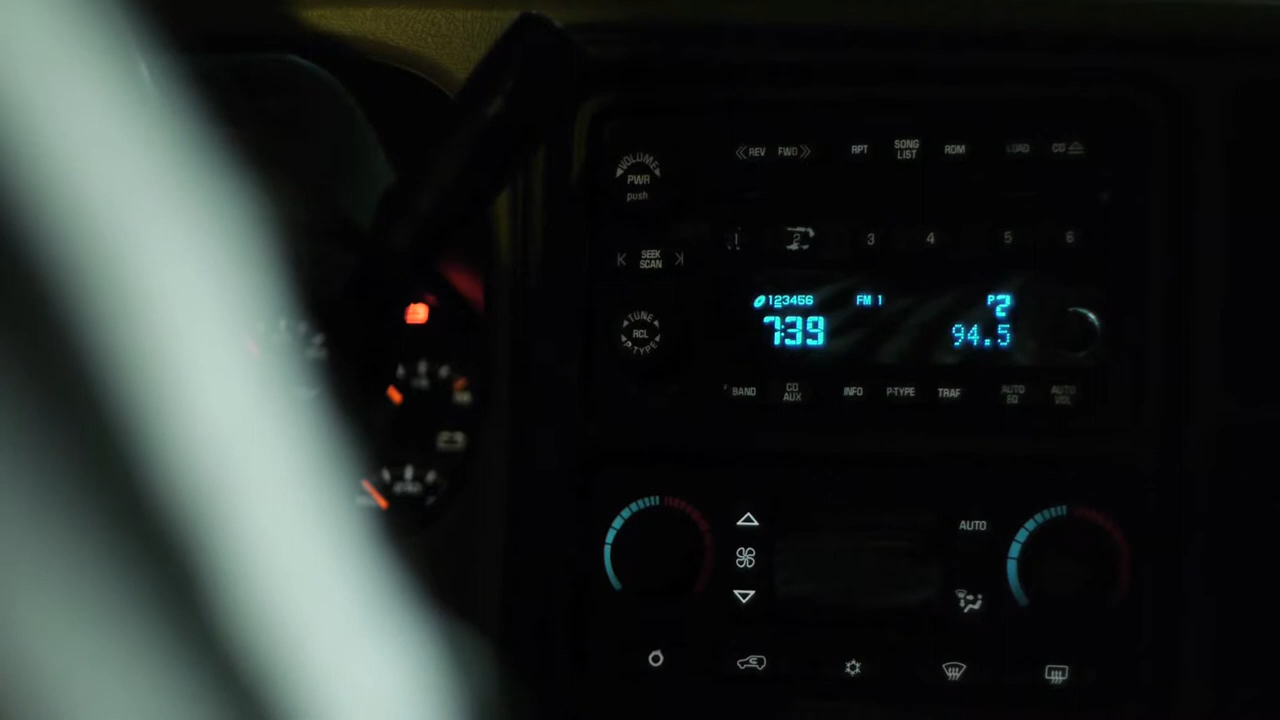 REV FWD RPT SONG LIST RDM LOAD CD
VOLUME
PWR
push
1 2 3 4 5 6
SEEK
SCAN
123456 FM 1 P2
7:39 94.5
TUNE
RCL
P-TYPE
BAND CD AUX INFO P-TYPE TRAF AUTO EQ AUTO VOL
AUTO